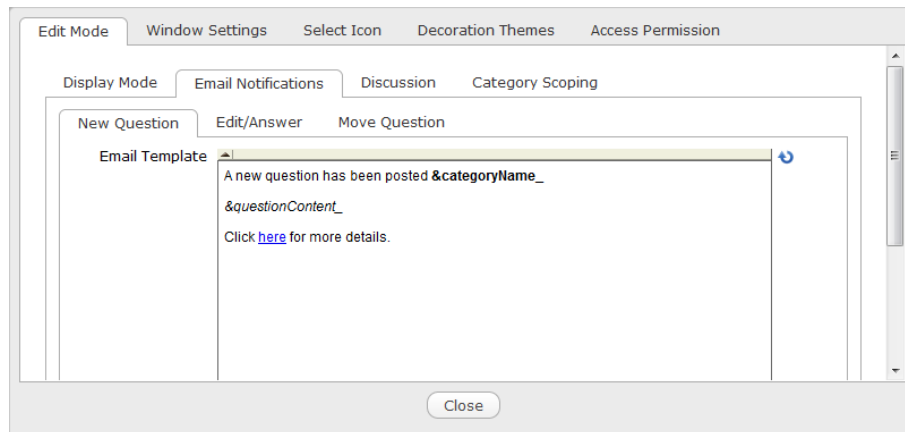 Edit Mode Window Settings Select Icon Decoration Themes Access Permission
Display Mode Email Notifications Discussion Category Scoping
New Question Edit/Answer Move Question
Email Template
A new question has been posted &categoryName_
&questionContent_
Click here for more details.
Close